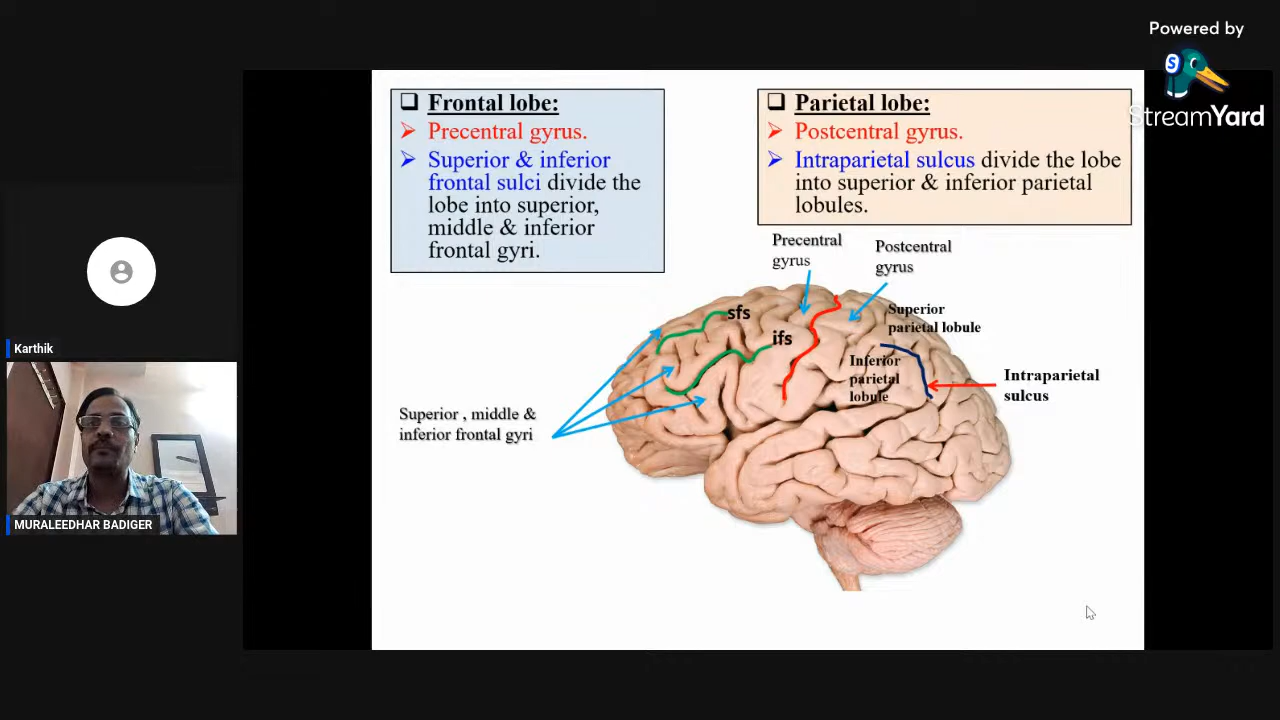 Powered by
S
StreamYard
❑ Frontal lobe:
➢ Precentral gyrus.
➢ Superior & inferior
frontal sulci divide the
lobe into superior,
middle & inferior
frontal gyri.
❑ Parietal lobe:
➢ Postcentral gyrus.
➢ Intraparietal sulcus divide the lobe
into superior & inferior parietal
lobules.
Precentral
gyrus
Postcentral
gyrus
sfs
ifs
Superior
parietal lobule
Inferior
parietal
lobule
Intraparietal
sulcus
Superior , middle &
inferior frontal gyri
Karthik
MURALEEDHAR BADIGER